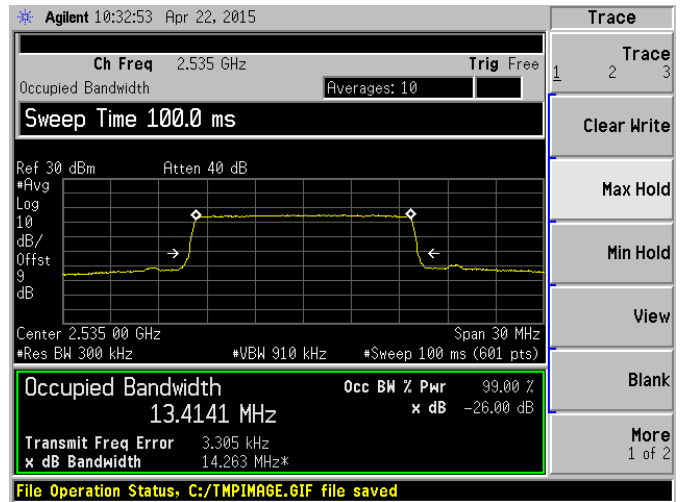 Agilent 10:32:53 Apr 22, 2015
Trace
Ch Freq 2.535 GHz Trig Free
Occupied Bandwidth Averages: 10
Sweep Time 100.0 ms
Ref 30 dBm Atten 40 dB
#Avg
Log
10
dB/
Offst
9
dB
Center 2.535 00 GHz Span 30 MHz
#Res BW 300 kHz #VBW 910 kHz #Sweep 100 ms (601 pts)
Occupied Bandwidth Occ BW % Pwr 99.00 %
13.4141 MHz x dB -26.00 dB
Transmit Freq Error 3.305 kHz
x dB Bandwidth 14.263 MHz*
File Operation Status, C:/TMPIMAGE.GIF file saved
Trace
1 2 3
Clear Write
Max Hold
Min Hold
View
Blank
More
1 of 2